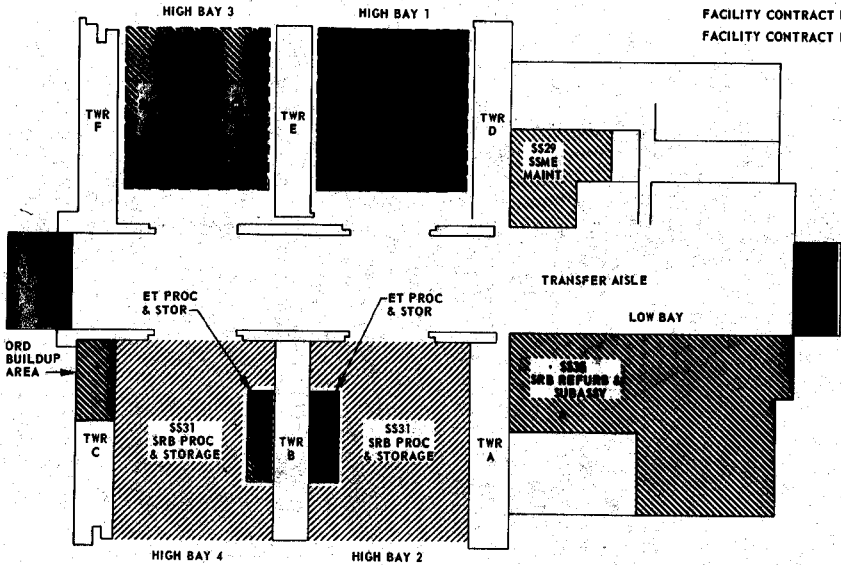 HIGH BAY 3
HIGH BAY 1
FACILITY CONTRACT
FACILITY CONTRACT
TWR
F
TWR
E
TWR
D
SS29
SSME
MAINT
TRANSFER AISLE
LOW BAY
ET PROC
& STOR
ET PROC
& STOR
ORD
BUILDUP
AREA
SRB REFURB &
SUBASSY
SS31
SRB PROC
& STORAGE
SS31
SRB PROC
& STORAGE
TWR
C
TWR
B
TWR
A
HIGH BAY 4
HIGH BAY 2